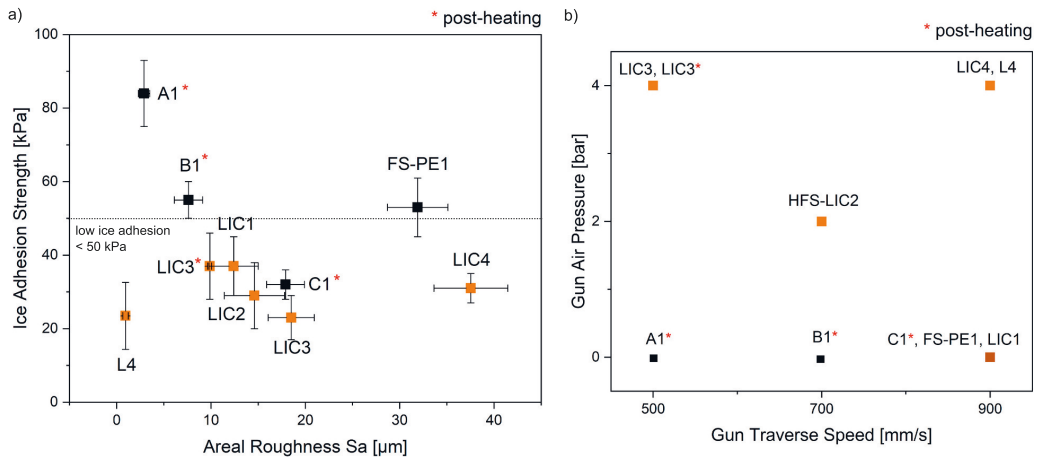 a)
* post-heating
100
80
60
40
20
0
Ice Adhesion Strength [kPa]
A1*
B1*
FS-PE1
low ice adhesion
< 50 kPa
LIC1
LIC3*
LIC4
C1*
LIC2
LIC3
L4
0 10 20 30 40
Areal Roughness Sa [µm]
b)
* post-heating
4
2
0
Gun Air Pressure [bar]
LIC3, LIC3*
LIC4, L4
HFS-LIC2
A1*
B1*
C1*, FS-PE1, LIC1
500 700 900
Gun Traverse Speed [mm/s]